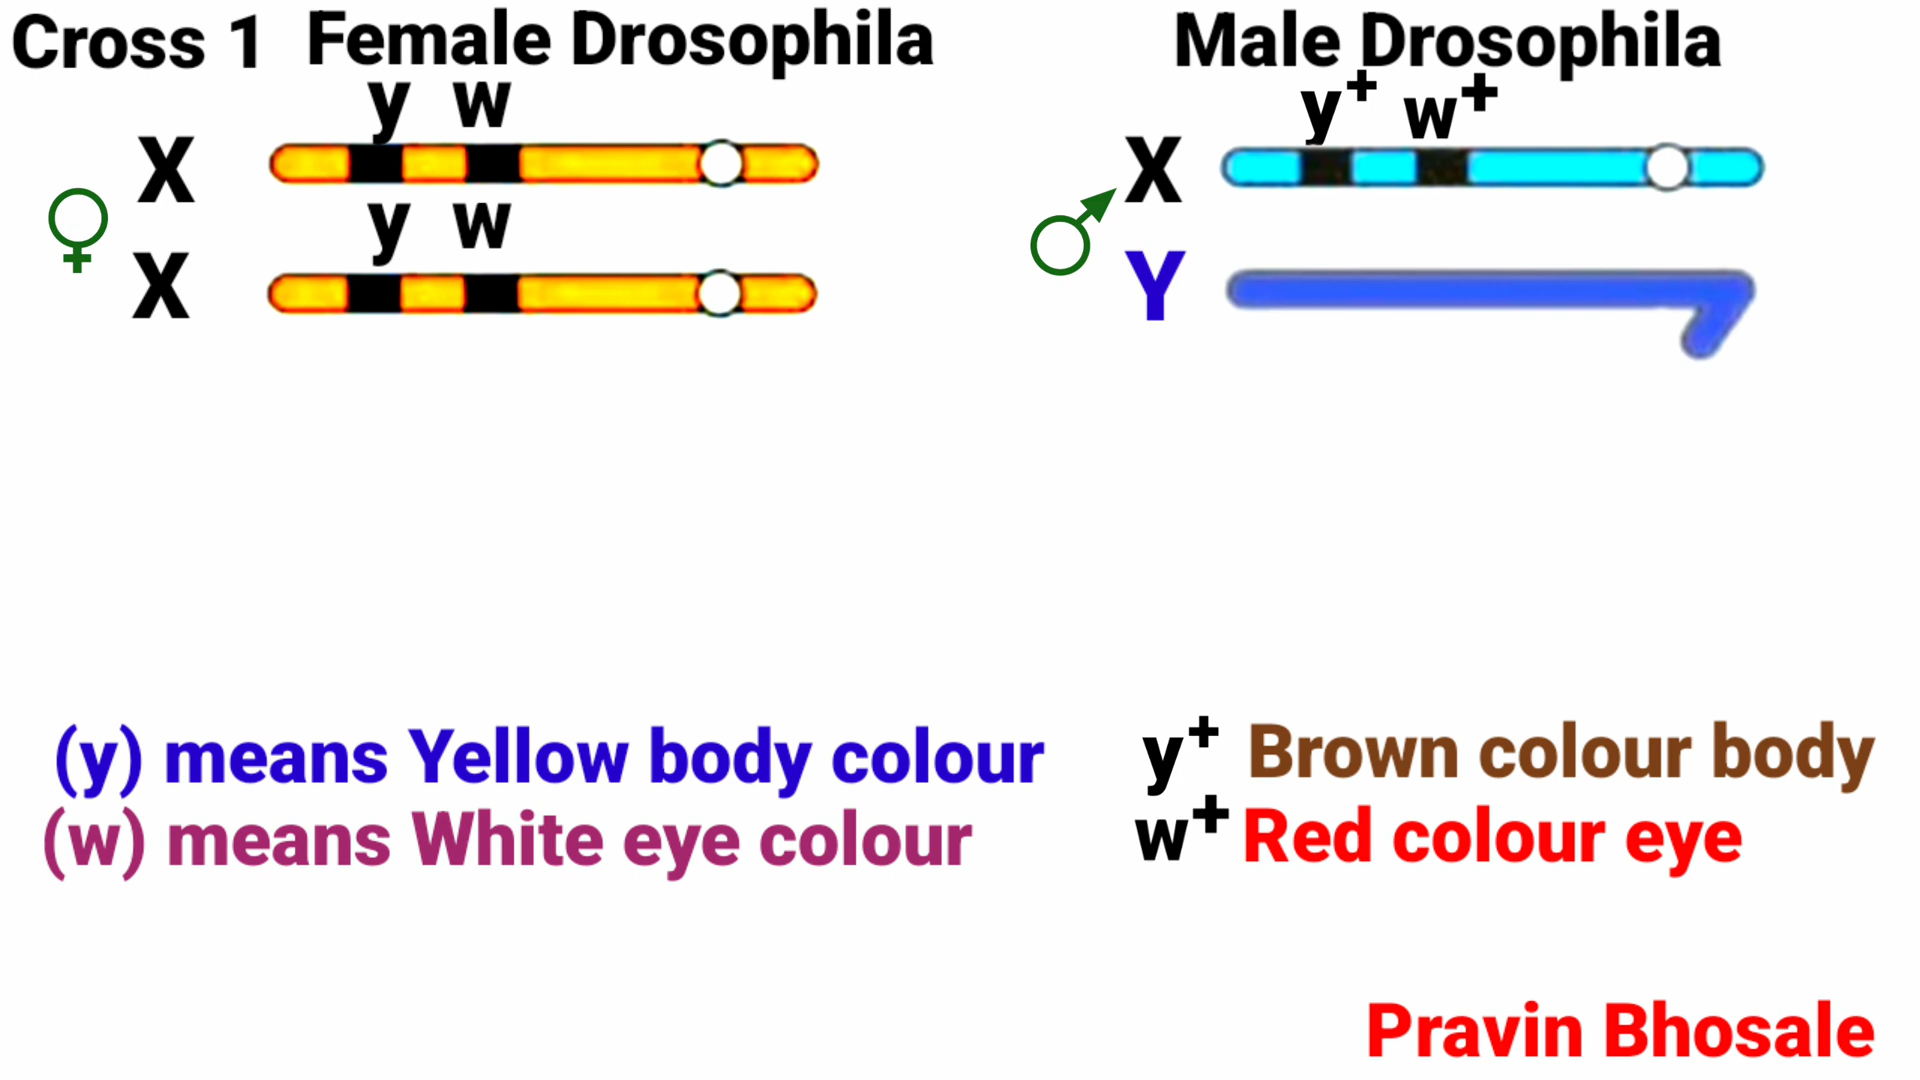 Cross 1 Female Drosophila
Male Drosophila
y w
y+ w+
X
X
y w
X
Y
(y) means Yellow body colour
y+ Brown colour body
(w) means White eye colour
w+ Red colour eye
Pravin Bhosale